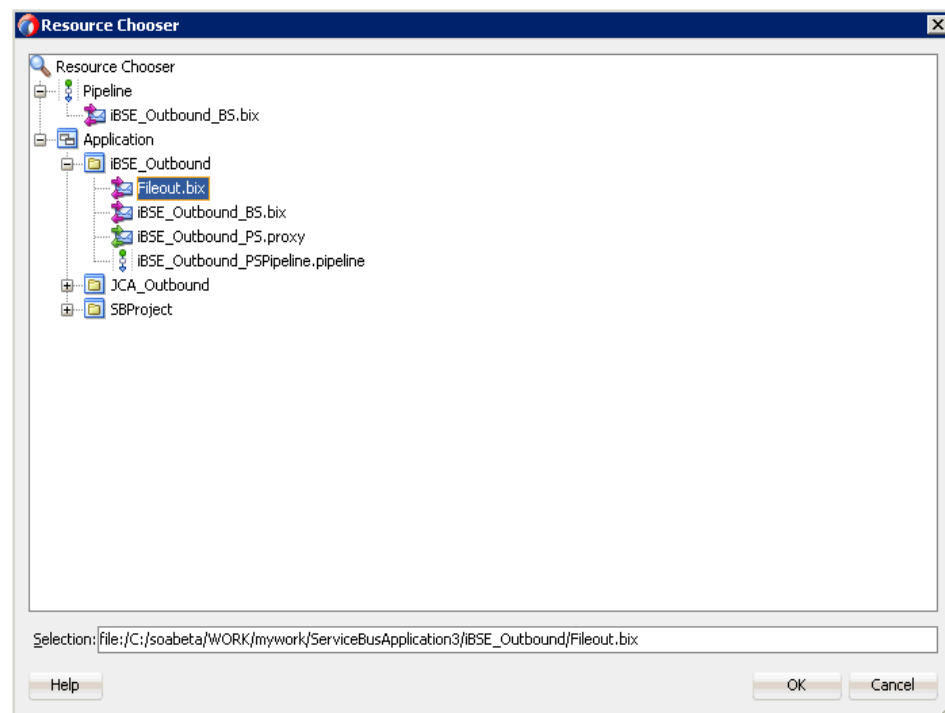 Resource Chooser
Resource Chooser
Pipeline
iBSE_Outbound_BS.bix
Application
iBSE_Outbound
Fileout.bix
iBSE_Outbound_BS.bix
iBSE_Outbound_PS.proxy
iBSE_Outbound_PSPipeline.pipeline
JCA_Outbound
SBProject
Selection: file:/C:/soabeta/WORK/mywork/ServiceBusApplication3/iBSE_Outbound/Fileout.bix
Help OK Cancel